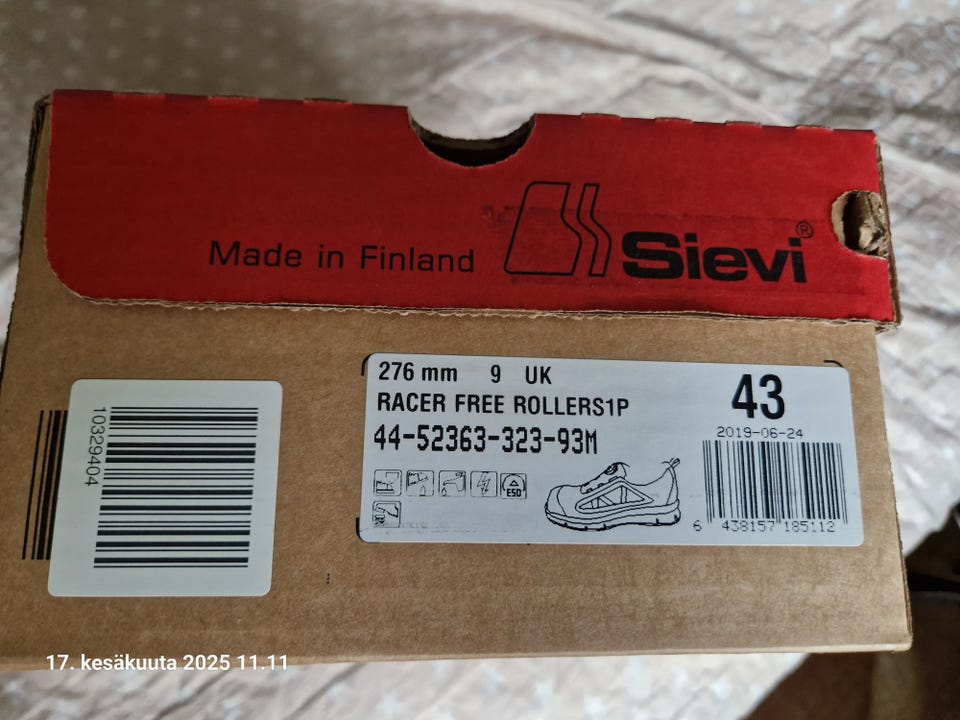 Made in Finland
Sievi®
276 mm 9 UK
43
RACER FREE ROLLERS1P
44-52363-323-93M
2019-06-24
ESD
6 438157 185112
10329404
17. kesäkuuta 2025 11.11